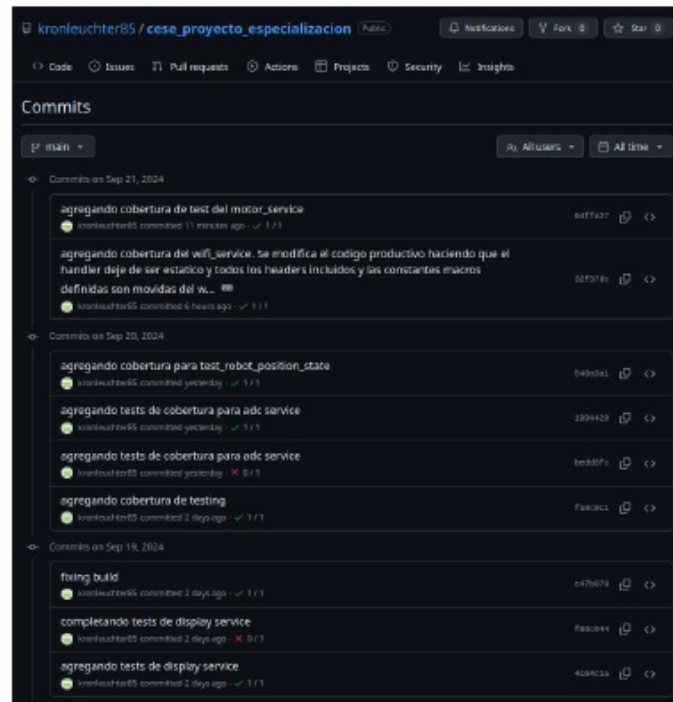 kronleuchter85 / cese_proyecto_especializacion Public
Notifications Fork 0 Star 0
Code Issues Pull requests Actions Projects Security Insights
Commits
main All users All time
Commits on Sep 21, 2024
agregando cobertura de test del motor_service
kronleuchter85 committed 11 minutes ago · 1 / 1
agregando cobertura del wifi_service. Se modifica el codigo productivo haciendo que el
handler deje de ser estatico y todos los headers incluidos y las constantes macros
definidas son movidas del w...
kronleuchter85 committed 6 hours ago · 1 / 1
Commits on Sep 20, 2024
agregando cobertura para test_robot_position_state
kronleuchter85 committed yesterday · 1 / 1
agregando tests de cobertura para adc service
kronleuchter85 committed yesterday · 1 / 1
1994429
agregando tests de cobertura para adc service
kronleuchter85 committed yesterday · 0 / 1
agregando cobertura de testing
kronleuchter85 committed 2 days ago · 1 / 1
Commits on Sep 19, 2024
fixing build
kronleuchter85 committed 2 days ago · 1 / 1
completando tests de display service
kronleuchter85 committed 2 days ago · 0 / 1
agregando tests de display service
kronleuchter85 committed 2 days ago · 1 / 1